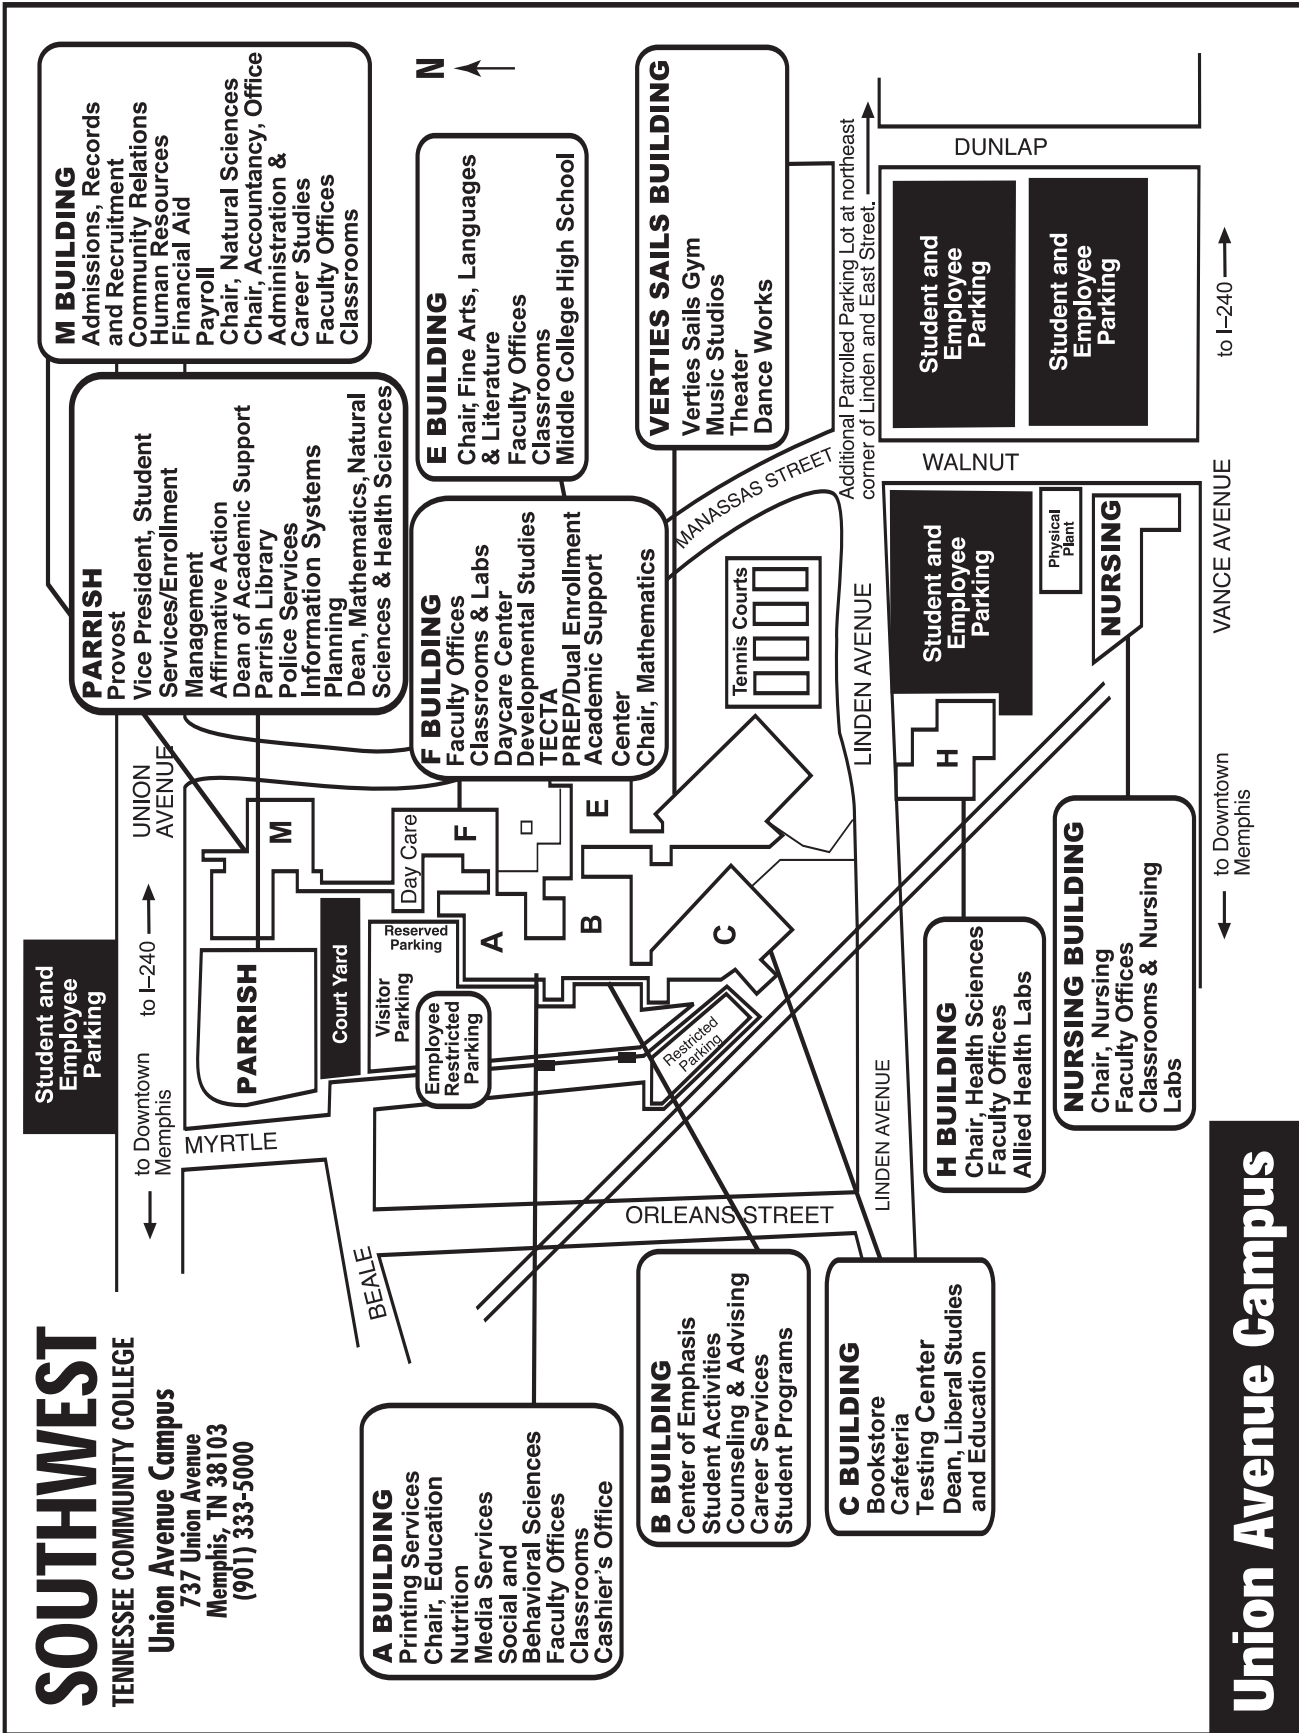 SOUTHWEST
TENNESSEE COMMUNITY COLLEGE
Union Avenue Campus
737 Union Avenue
Memphis, TN 38103
(901) 333-5000
Student and
Employee
Parking
to Downtown
Memphis
to I–240
UNION
AVENUE
PARRISH
Provost
Vice President, Student
Services/Enrollment
Management
Affirmative Action
Dean of Academic Support
Parrish Library
Police Services
Information Systems
Planning
Dean, Mathematics, Natural
Sciences & Health Sciences
M BUILDING
Admissions, Records
and Recruitment
Community Relations
Human Resources
Financial Aid
Payroll
Chair, Natural Sciences
Chair, Accountancy, Office
Administration &
Career Studies
Faculty Offices
Classrooms
N
MYRTLE
PARRISH
M
Court Yard
BEALE
Visitor
Parking
Reserved
Parking
Day Care
F
Employee
Restricted
Parking
A
E
B
C
Restricted
Parking
F BUILDING
Faculty Offices
Classrooms & Labs
Daycare Center
Developmental Studies
TECTA
PREP/Dual Enrollment
Academic Support
Center
Chair, Mathematics
E BUILDING
Chair, Fine Arts, Languages
& Literature
Faculty Offices
Classrooms
Middle College High School
VERTIES SAILS BUILDING
Verties Sails Gym
Music Studios
Theater
Dance Works
A BUILDING
Printing Services
Chair, Education
Nutrition
Media Services
Social and
Behavioral Sciences
Faculty Offices
Classrooms
Cashier's Office
B BUILDING
Center of Emphasis
Student Activities
Counseling & Advising
Career Services
Student Programs
ORLEANS STREET
MANASSAS STREET
Tennis Courts
Additional Patrolled Parking Lot at northeast
corner of Linden and East Street.
C BUILDING
Bookstore
Cafeteria
Testing Center
Dean, Liberal Studies
and Education
LINDEN AVENUE
LINDEN AVENUE
H
Student and
Employee
Parking
WALNUT
Student and
Employee
Parking
DUNLAP
H BUILDING
Chair, Health Sciences
Faculty Offices
Allied Health Labs
Physical
Plant
Student and
Employee
Parking
NURSING BUILDING
Chair, Nursing
Faculty Offices
Classrooms & Nursing
Labs
NURSING
to Downtown
Memphis
VANCE AVENUE
to I–240
Union Avenue Campus